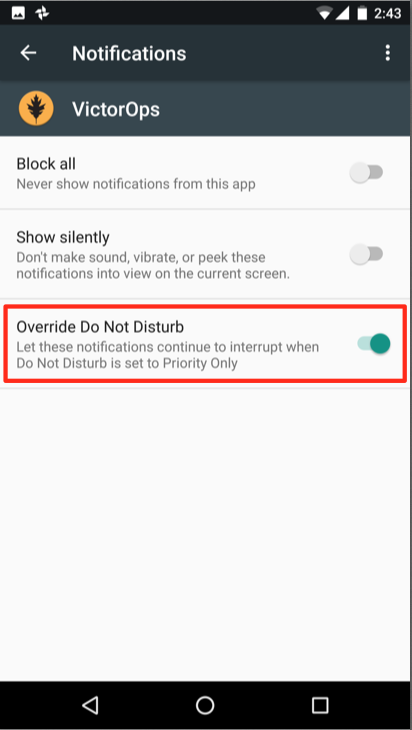 2:43
Notifications
VictorOps
Block all
Never show notifications from this app
Show silently
Don't make sound, vibrate, or peek these
notifications into view on the current screen.
Override Do Not Disturb
Let these notifications continue to interrupt when
Do Not Disturb is set to Priority Only